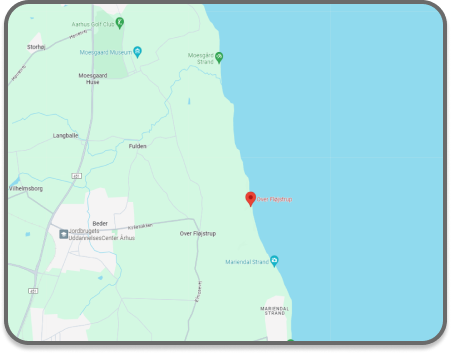 Aarhus Golf Club
Storhøj
Moesgaard Museum
Moesgård
Strand
Moesgaard
Huse
Langballe
Fulden
451
Vilhelmsborg
Over Fløjstrup
Beder
Jordbrugets
UddannelsesCenter Århus
Over Fløjstrup
Mariendal Strand
451
MARIENDAL
STRAND